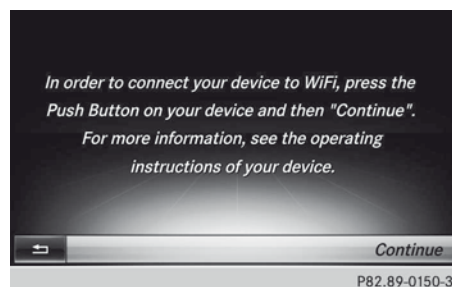 In order to connect your device to WiFi, press the
Push Button on your device and then "Continue".
For more information, see the operating
instructions of your device.
Continue
P82.89-0150-3